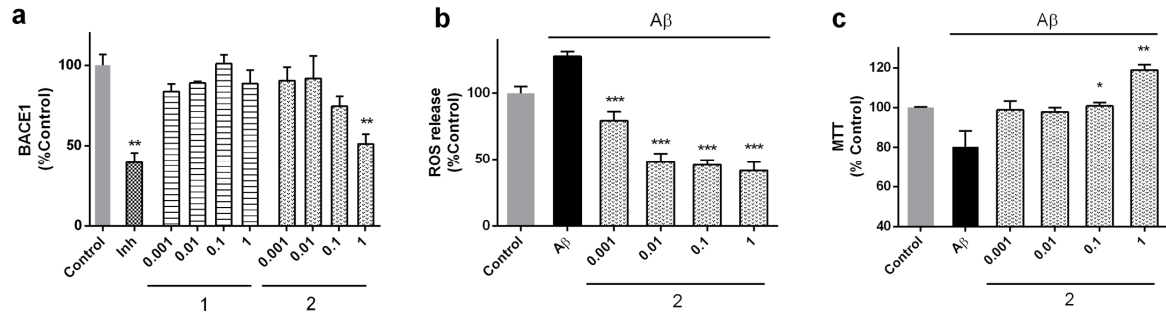 a
BACE1
(%Control)
100
50
0
**
**
Control
Inh
0.001
0.01
0.1
1
0.001
0.01
0.1
1
1
2
b
Aβ
ROS release
(%Control)
100
50
0
***
***
***
***
Control
Aβ
0.001
0.01
0.1
1
2
c
Aβ
MTT
(% Control)
120
100
80
60
40
*
**
Control
Aβ
0.001
0.01
0.1
1
2